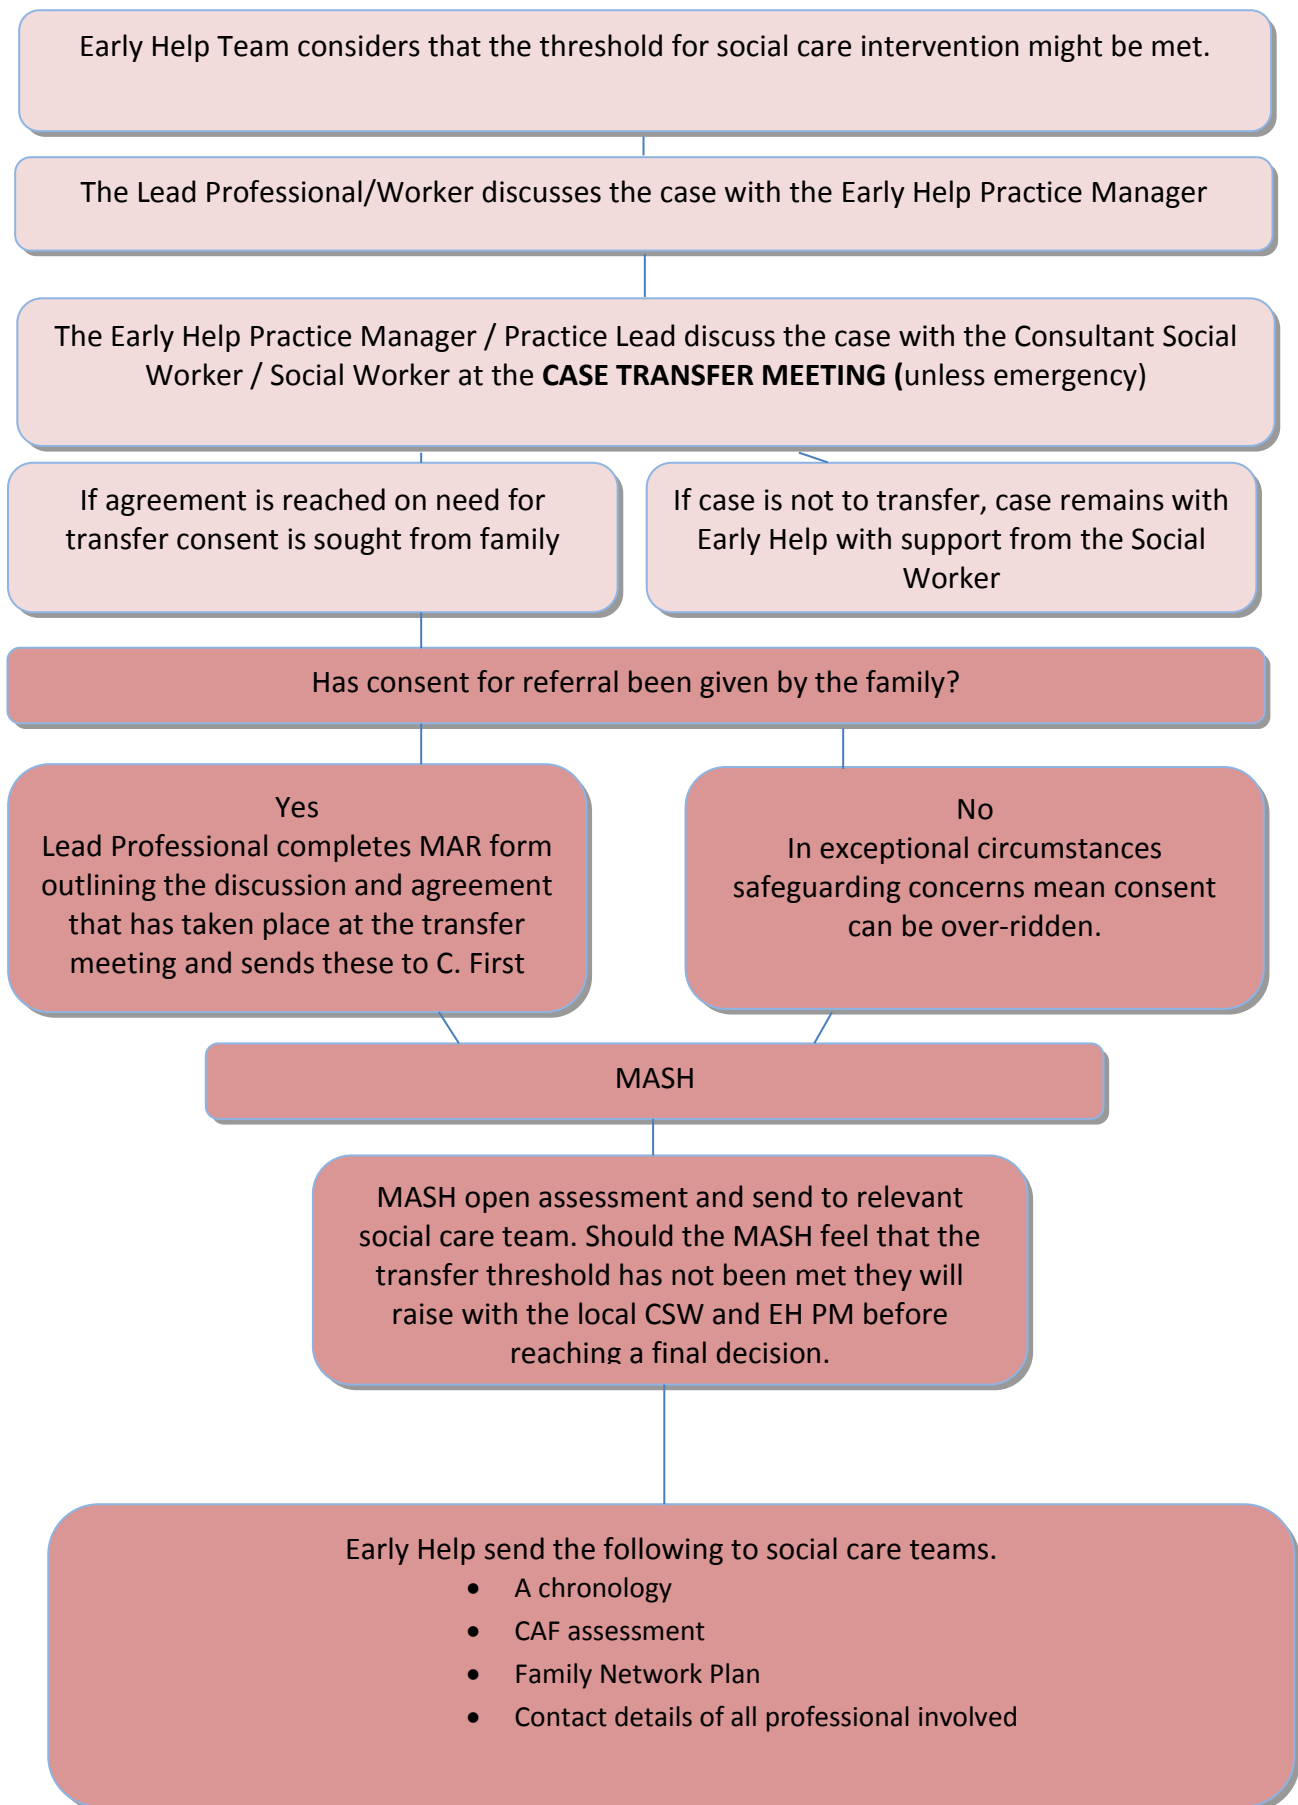 Early Help Team considers that the threshold for social care intervention might be met.
The Lead Professional/Worker discusses the case with the Early Help Practice Manager
The Early Help Practice Manager / Practice Lead discuss the case with the Consultant Social
Worker / Social Worker at the CASE TRANSFER MEETING (unless emergency)
If agreement is reached on need for
transfer consent is sought from family
If case is not to transfer, case remains with
Early Help with support from the Social
Worker
Has consent for referral been given by the family?
Yes
Lead Professional completes MAR form
outlining the discussion and agreement
that has taken place at the transfer
meeting and sends these to C. First
No
In exceptional circumstances
safeguarding concerns mean consent
can be over-ridden.
MASH
MASH open assessment and send to relevant
social care team. Should the MASH feel that the
transfer threshold has not been met they will
raise with the local CSW and EH PM before
reaching a final decision.
Early Help send the following to social care teams.
• A chronology
• CAF assessment
• Family Network Plan
• Contact details of all professional involved